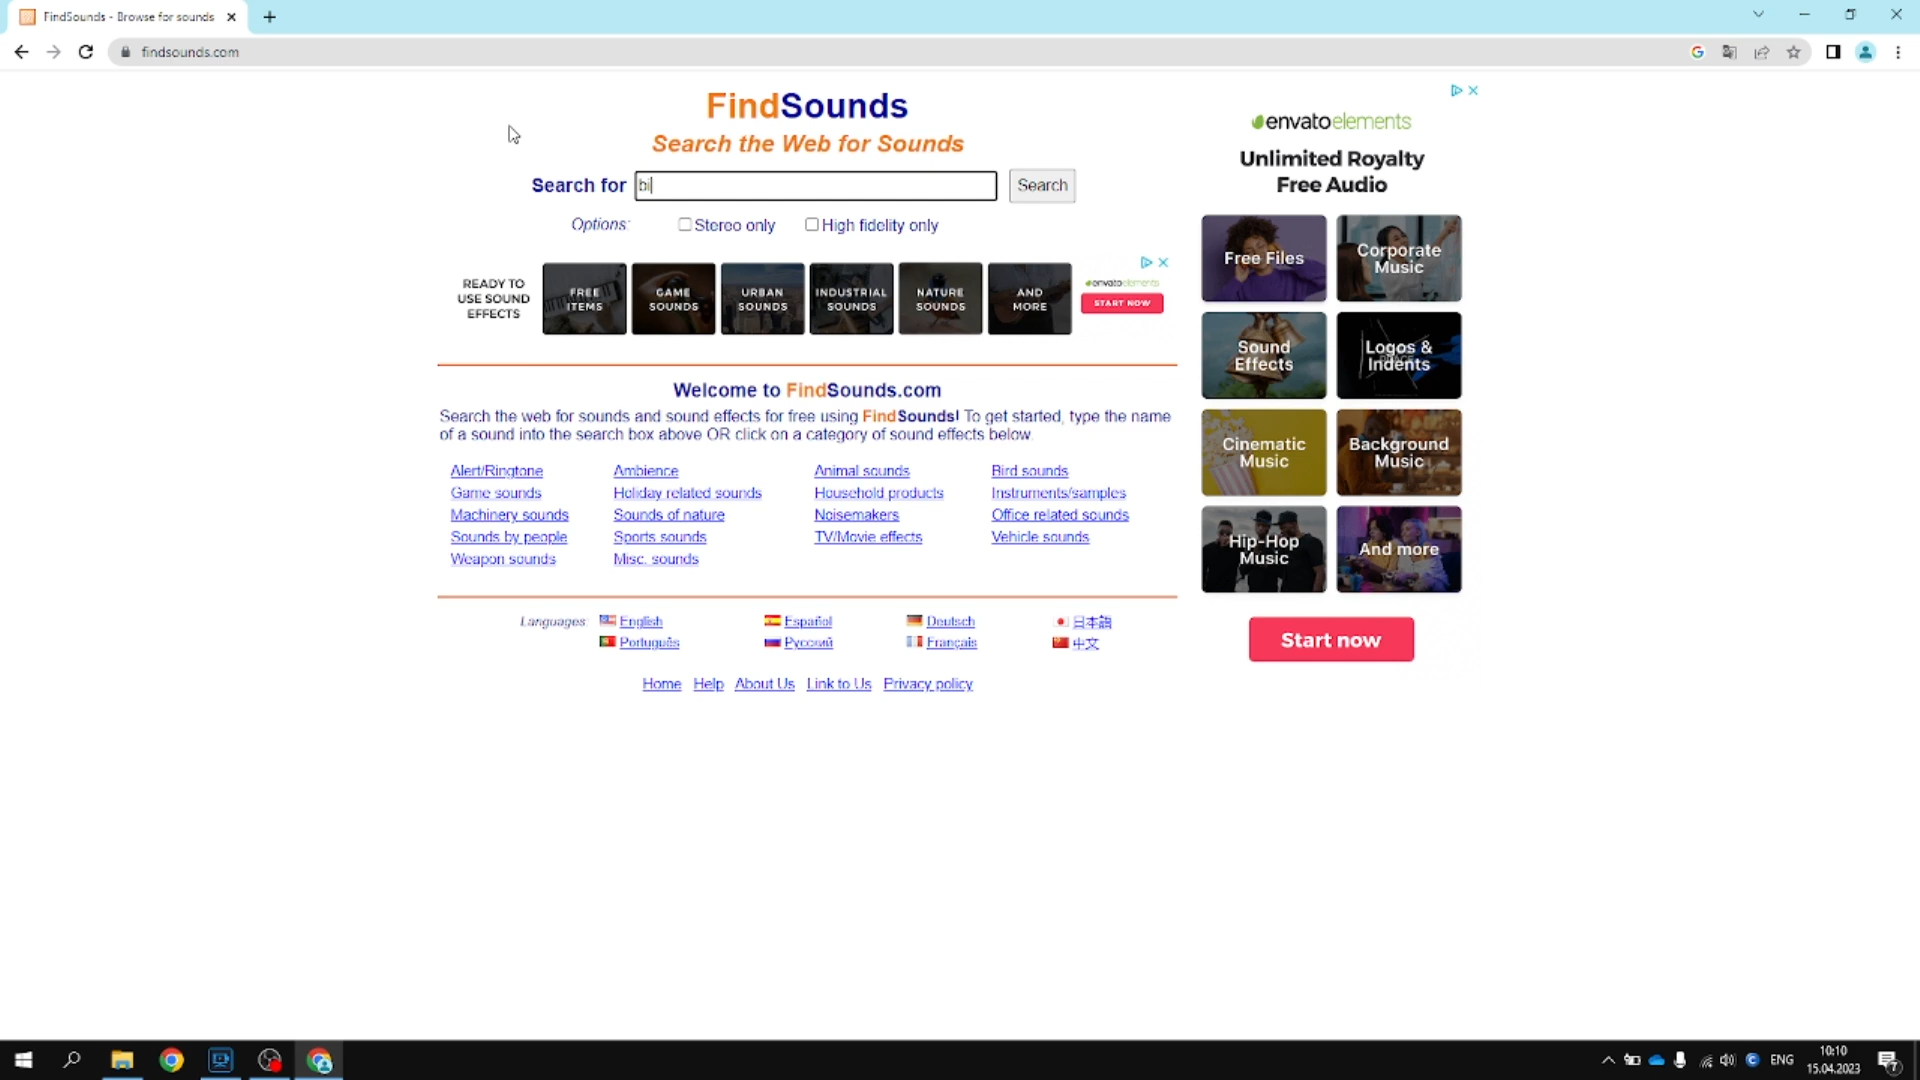 FindSounds - Browse for sounds
findsounds.com
FindSounds
Search the Web for Sounds
Search for bi Search
Options: Stereo only High fidelity only
READY TO
USE SOUND
EFFECTS
FREE
ITEMS
GAME
SOUNDS
URBAN
SOUNDS
INDUSTRIAL
SOUNDS
NATURE
SOUNDS
AND
MORE
envatoelements
START NOW
Welcome to FindSounds.com
Search the web for sounds and sound effects for free using FindSounds! To get started, type the name
of a sound into the search box above OR click on a category of sound effects below.
Alert/Ringtone Ambience Animal sounds Bird sounds
Game sounds Holiday related sounds Household products Instruments/samples
Machinery sounds Sounds of nature Noisemakers Office related sounds
Sounds by people Sports sounds TV/Movie effects Vehicle sounds
Weapon sounds Misc. sounds
Languages: English Español Deutsch 日本語
Português Русский Français 中文
Home Help About Us Link to Us Privacy policy
envatoelements
Unlimited Royalty
Free Audio
Free Files
Corporate
Music
Sound
Effects
Logos &
Indents
Cinematic
Music
Background
Music
Hip-Hop
Music
And more
Start now
ENG
10:10
15.04.2023